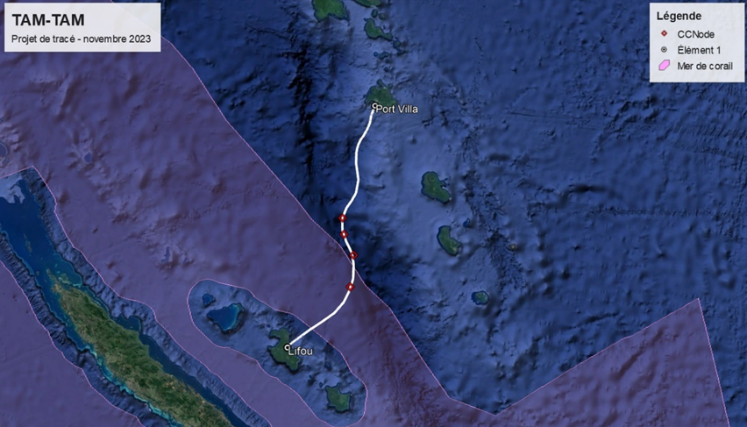 TAM-TAM
Projet de tracé - novembre 2023
Légende
CCNode
Élément 1
Mer de corail
Port Villa
Lifou